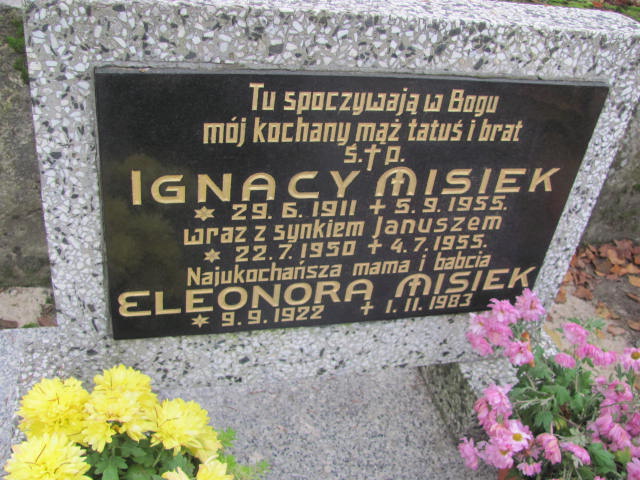 Tu spoczywają w Bogu
mój kochany mąż tatuś i brat
Ś.†p.
IGNACY MISIEK
* 29.6.1911 + 5.9.1955.
wraz z synkiem Januszem
* 22.7.1950 + 4.7.1955.
Najukochańsza mama i babcia
ELEONORA MISIEK
* 9.9.1922 + 1.11.1983